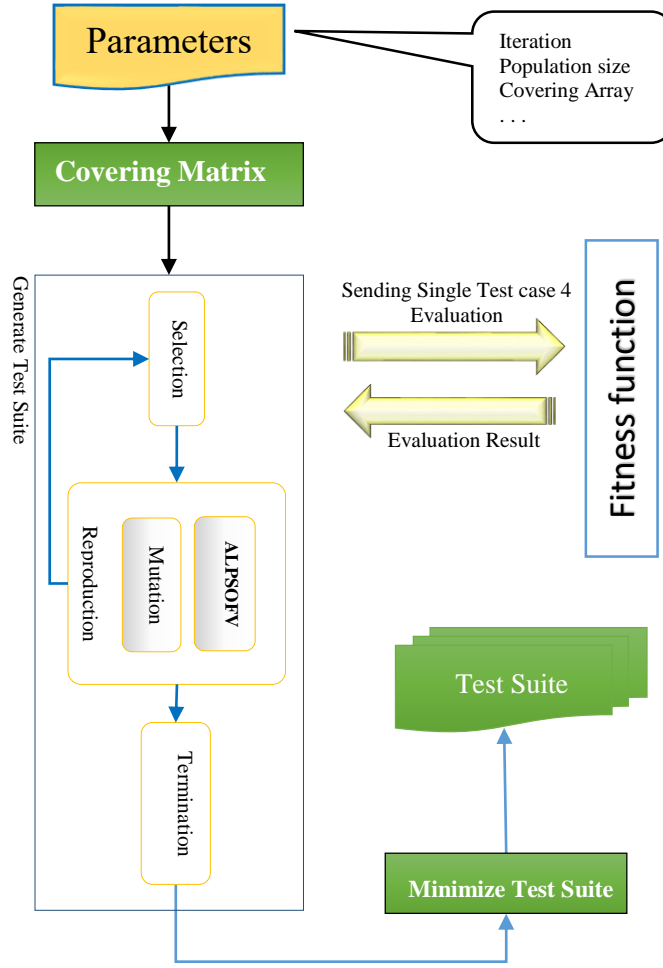 Parameters
Iteration
Population size
Covering Array
. . .
Covering Matrix
Generate Test Suite
Selection
Reproduction
Mutation
ALPSOFV
Termination
Sending Single Test case 4
Evaluation
Evaluation Result
Fitness function
Test Suite
Minimize Test Suite